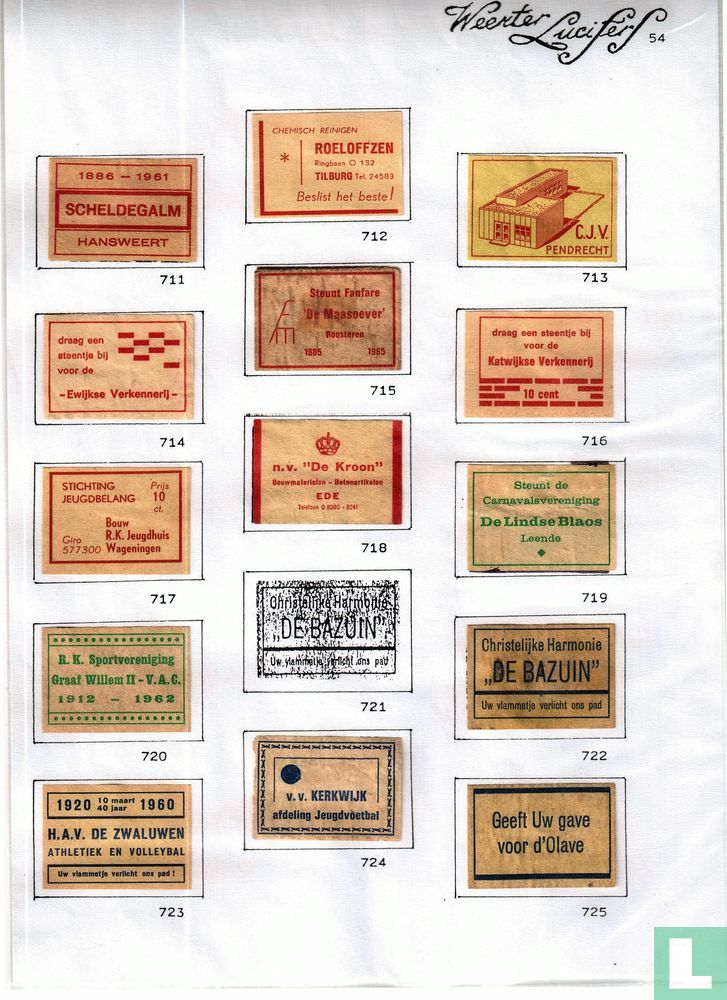 Weerter Lucifers 54
1886 — 1961
SCHELDEGALM
HANSWEERT
711
CHEMISCH REINIGEN
* ROELOFFZEN
Ringbaan O 132
TILBURG Tel. 24583
Beslist het beste!
712
C.J.V.
PENDRECHT
713
draag een
steentje bij
voor de
- Ewijkse Verkennerij -
714
Steunt Fanfare
'De Maasoever'
Roosteren
1885 1965
715
draag een steentje bij
voor de
Katwijkse Verkennerij
10 cent
716
STICHTING Prijs
JEUGDBELANG 10
ct.
Bouw
Giro R.K. Jeugdhuis
577300 Wageningen
717
n.v. "De Kroon"
Bouwmaterialen - Betonartikelen
EDE
Telefoon 0 8380 - 8241
718
Steunt de
Carnavalsvereniging
De Lindse Blaos
Leende
719
R. K. Sportvereniging
Graaf Willem II - V.A.C.
1912 - 1962
720
Christelijke Harmonie
„DE BAZUIN"
Uw vlammetje verlicht ons pad
721
Christelijke Harmonie
„DE BAZUIN"
Uw vlammetje verlicht ons pad
722
1920 10 maart 40 jaar 1960
H.A.V. DE ZWALUWEN
ATHLETIEK EN VOLLEYBAL
Uw vlammetje verlicht ons pad !
723
v.v. KERKWIJK
afdeling Jeugdvoetbal
724
Geeft Uw gave
voor d'Olave
725
L